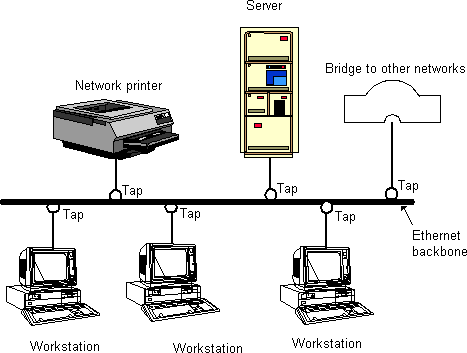 Server
Bridge to other networks
Network printer
Tap
Tap
Tap
Tap
Tap
Tap
Ethernet
backbone
Workstation
Workstation
Workstation